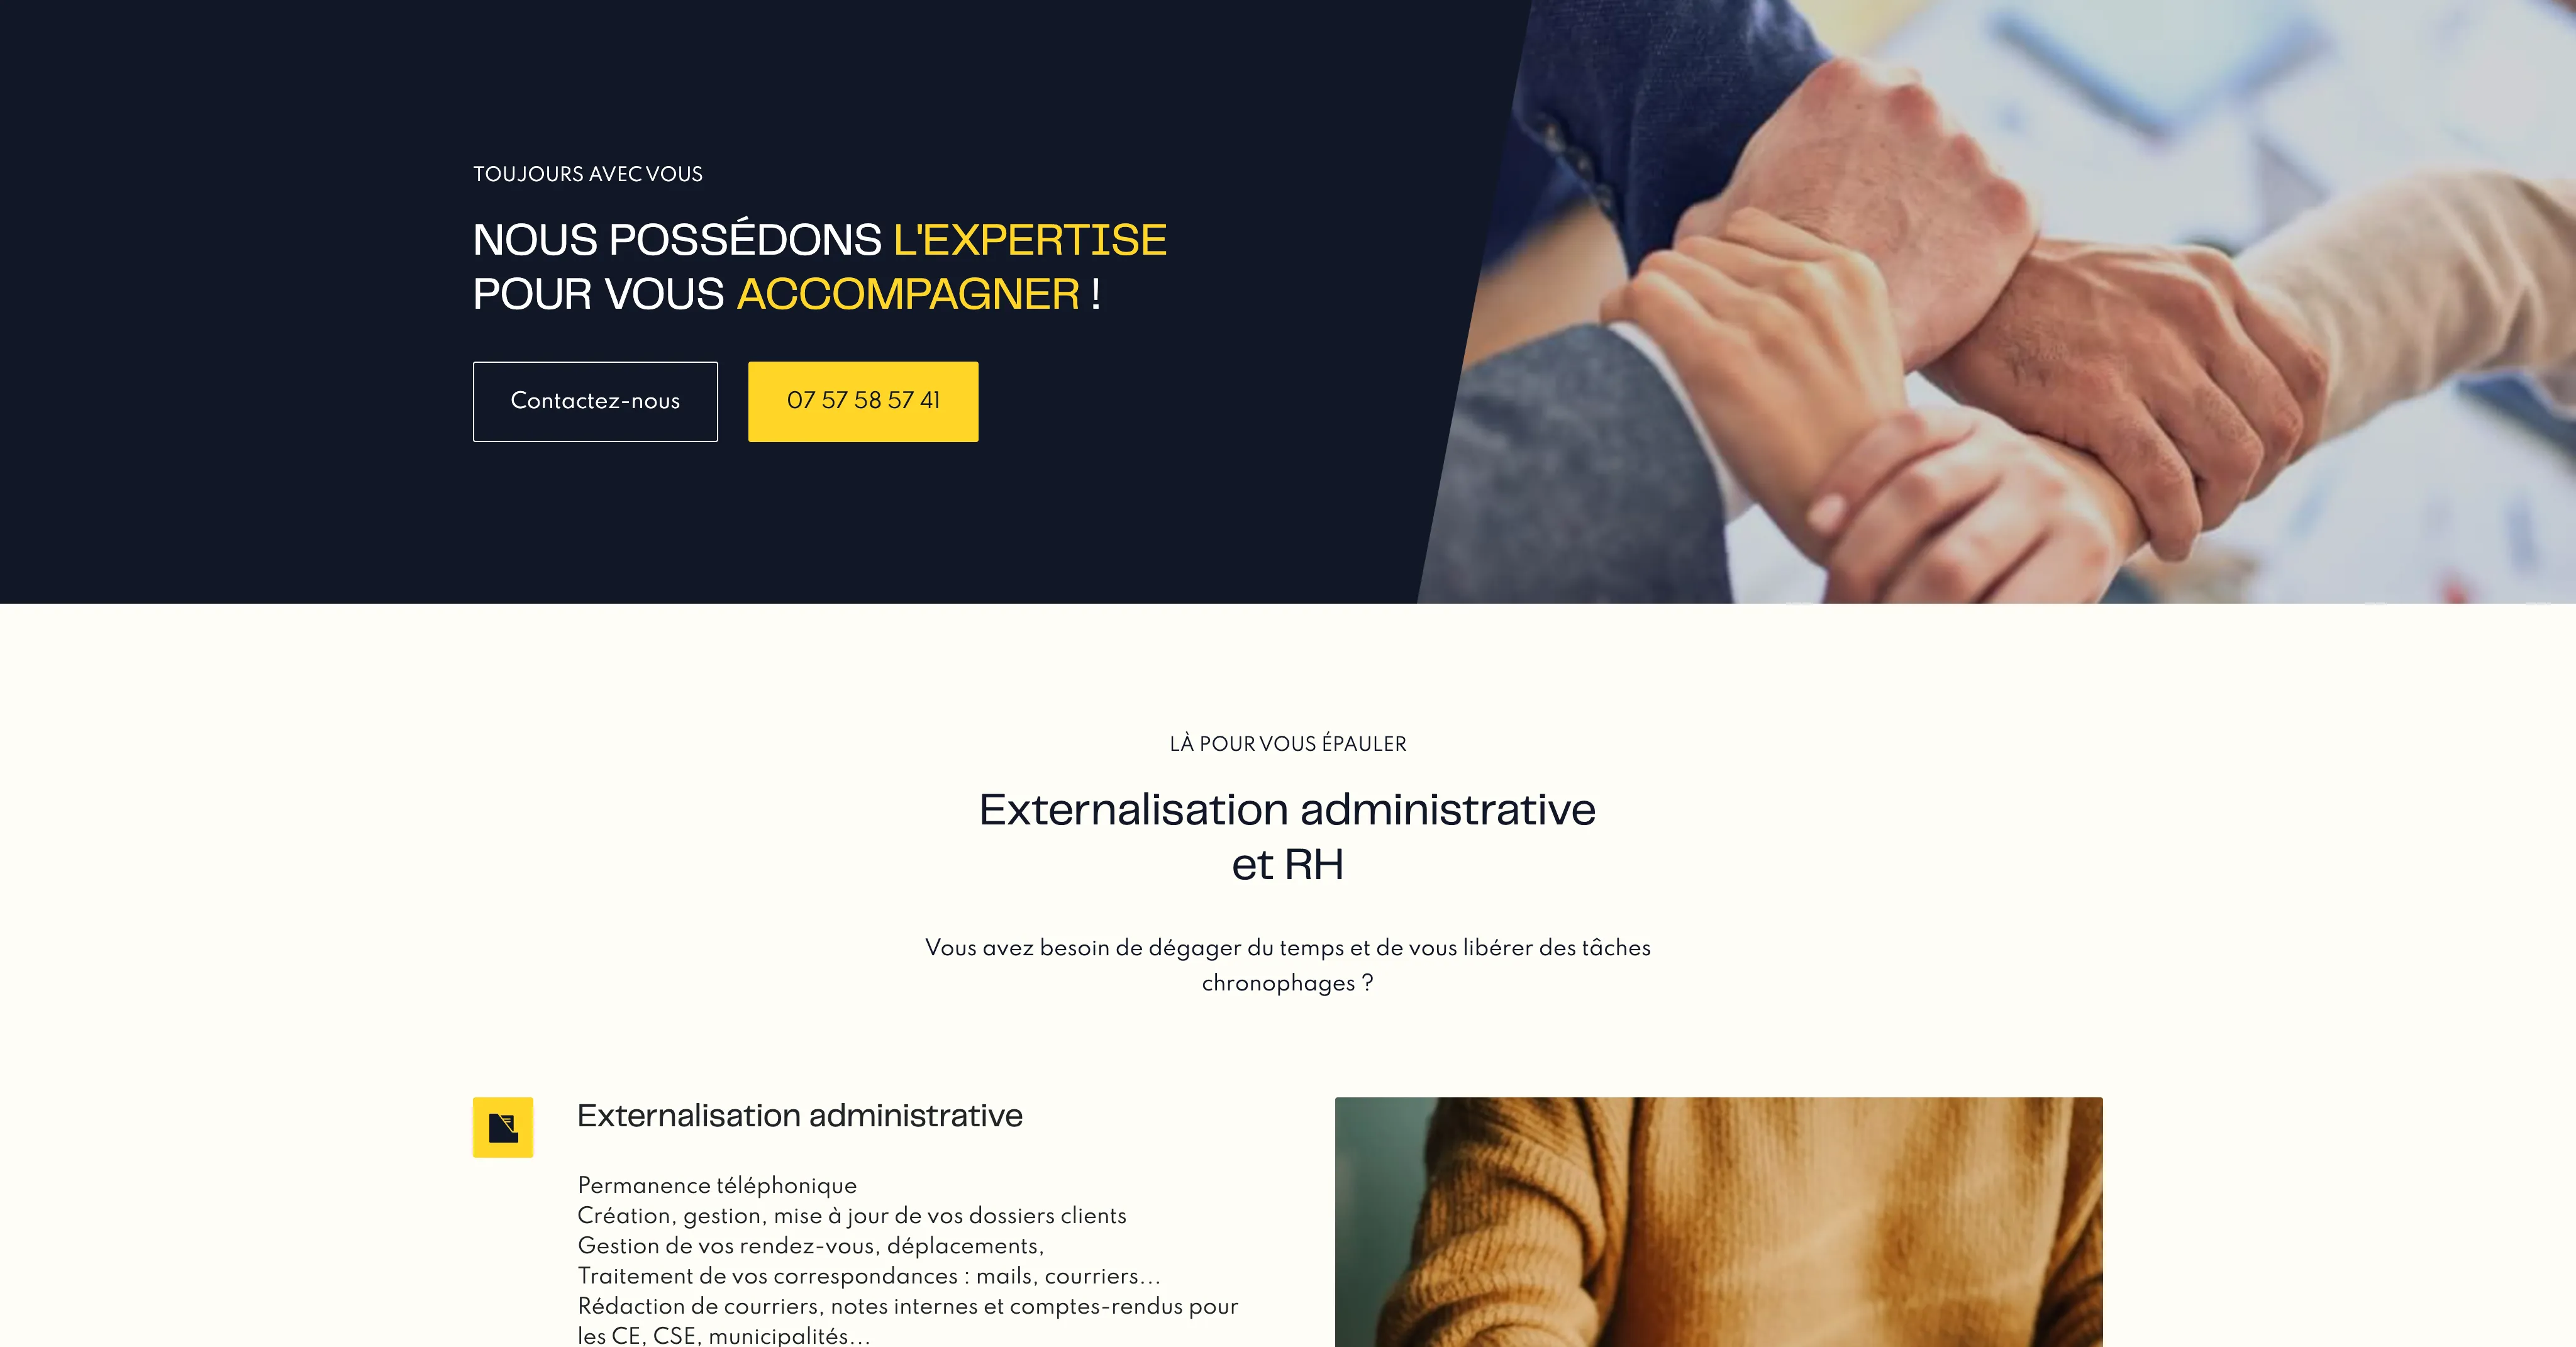 TOUJOURS AVEC VOUS
NOUS POSSÉDONS L'EXPERTISE
POUR VOUS ACCOMPAGNER !
Contactez-nous
07 57 58 57 41
LÀ POUR VOUS ÉPAULER
Externalisation administrative
et RH
Vous avez besoin de dégager du temps et de vous libérer des tâches
chronophages ?
Externalisation administrative
Permanence téléphonique
Création, gestion, mise à jour de vos dossiers clients
Gestion de vos rendez-vous, déplacements,
Traitement de vos correspondances : mails, courriers...
Rédaction de courriers, notes internes et comptes-rendus pour
les CE, CSE, municipalités...